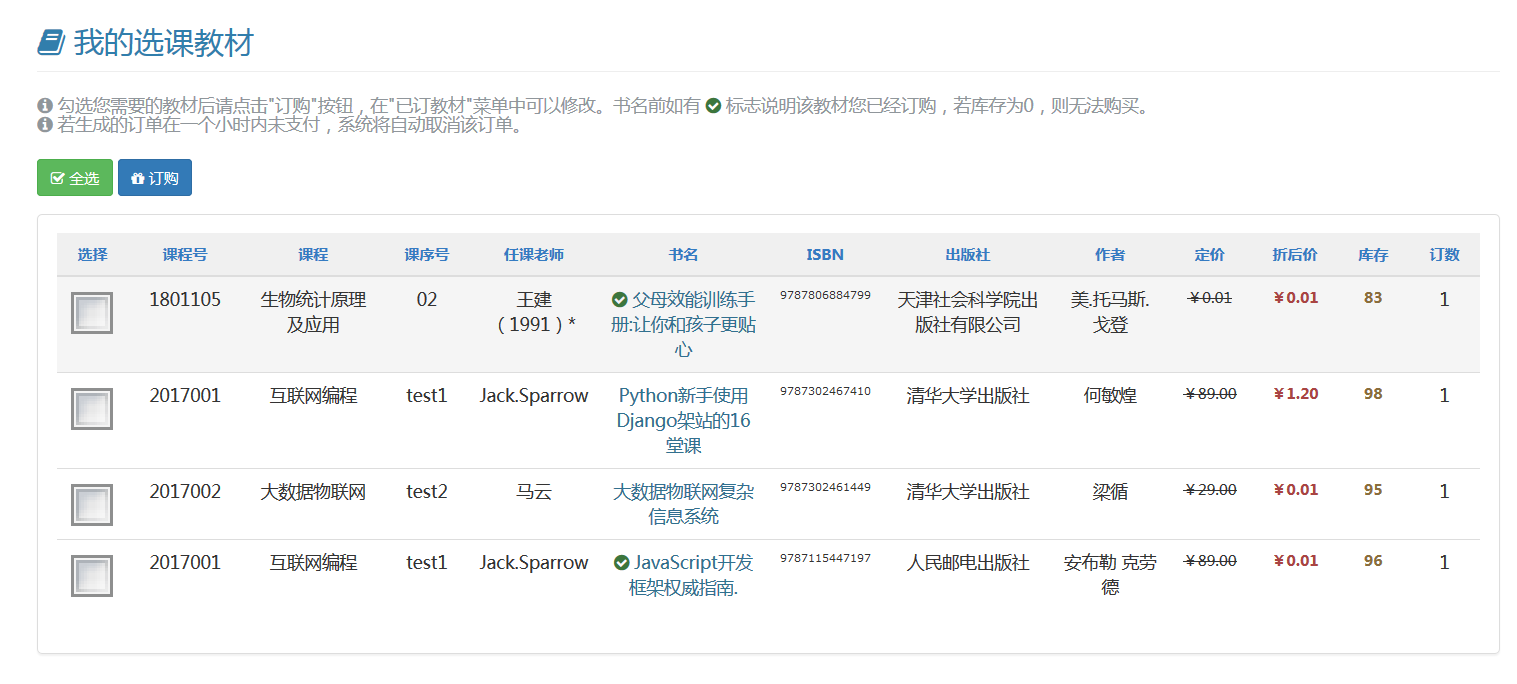 我的选课教材
勾选您需要的教材后请点击"订购"按钮，在"已订教材"菜单中可以修改。书名前如有 标志说明该教材您已经订购，若库存为0，则无法购买。
若生成的订单在一个小时内未支付，系统将自动取消该订单。
全选 订购
选择 课程号 课程 课序号 任课老师 书名 ISBN 出版社 作者 定价 折后价 库存 订数
1801105 生物统计原理 02 王建 父母效能训练手 9787806884799 天津社会科学院出 美.托马斯. ￥0.01 ￥0.01 83 1
及应用 （1991）* 册:让你和孩子更贴 版社有限公司 戈登
心
2017001 互联网编程 test1 Jack.Sparrow Python新手使用 9787302467410 清华大学出版社 何敏煌 ￥89.00 ￥1.20 98 1
Django架站的16
堂课
2017002 大数据物联网 test2 马云 大数据物联网复杂 9787302461449 清华大学出版社 梁循 ￥29.00 ￥0.01 95 1
信息系统
2017001 互联网编程 test1 Jack.Sparrow JavaScript开发 9787115447197 人民邮电出版社 安布勒 克劳 ￥89.00 ￥0.01 96 1
框架权威指南. 德